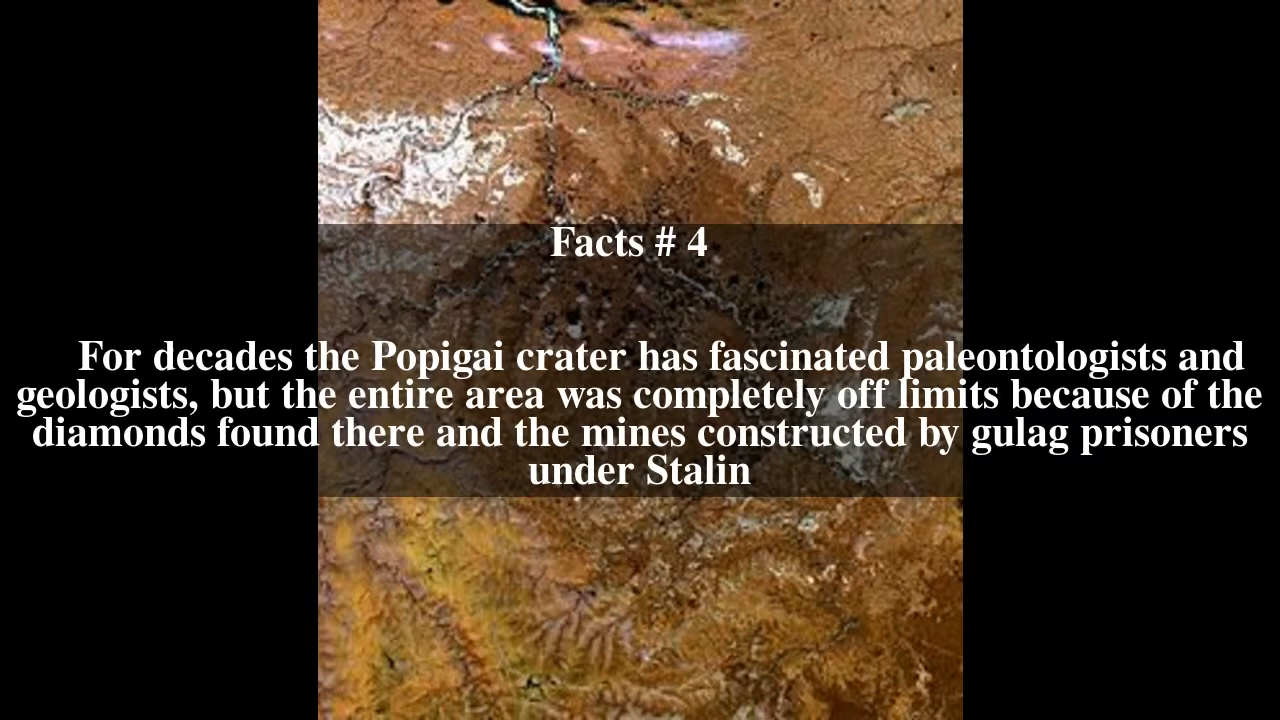 Facts # 4
For decades the Popigai crater has fascinated paleontologists and
geologists, but the entire area was completely off limits because of the
diamonds found there and the mines constructed by gulag prisoners
under Stalin